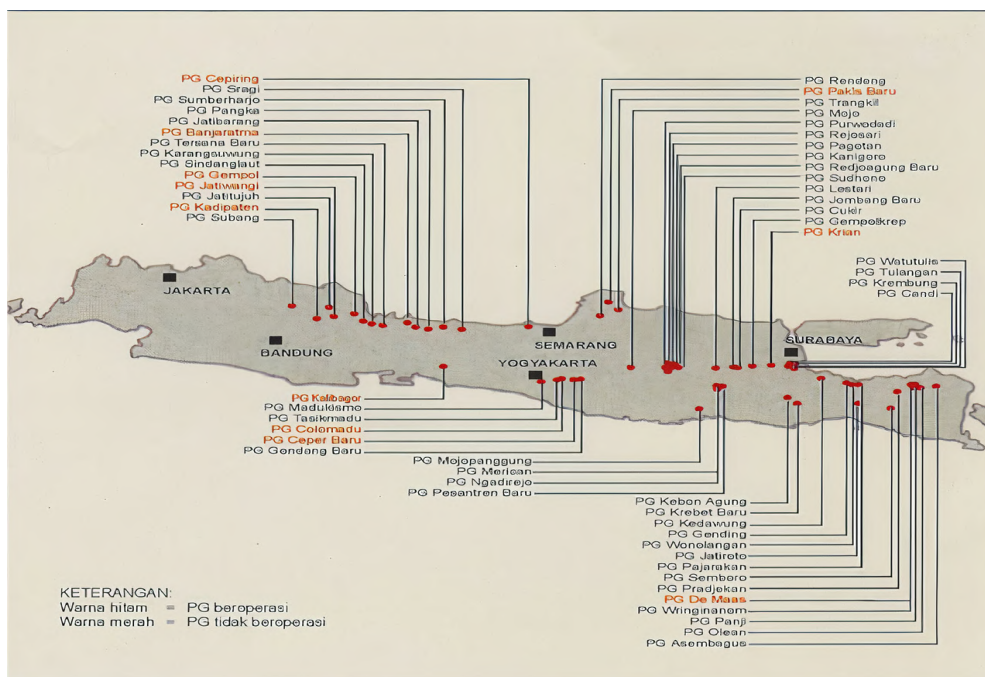 PG Cepiring
PG Sragi
PG Sumberharjo
PG Pangka
PG Jatibarang
PG Banjaratma
PG Tersana Baru
PG Karangsuwung
PG Sindanglaut
PG Gempol
PG Jatiwangi
PG Jatitujuh
PG Kadipaten
PG Subang
PG Rendeng
PG Pakis Baru
PG Trangkil
PG Mojo
PG Purwodadi
PG Rejosari
PG Pagotan
PG Kanigoro
PG Redjoagung Baru
PG Sudhono
PG Lestari
PG Jombang Baru
PG Cukir
PG Gempolkrep
PG Krian
PG Watutulis
PG Tulangan
PG Krembung
PG Candi
JAKARTA
BANDUNG
SEMARANG
YOGYAKARTA
SURABAYA
PG Kalibagor
PG Madukismo
PG Tasikmadu
PG Colomadu
PG Ceper Baru
PG Gondang Baru
PG Mojopanggung
PG Merican
PG Ngadirejo
PG Pesantren Baru
PG Kebon Agung
PG Krebet Baru
PG Kedawung
PG Gending
PG Wonolangan
PG Jatiroto
PG Pajarakan
PG Semboro
PG Pradjekan
PG De Maas
PG Wringinanom
PG Panji
PG Olean
PG Asembagus
KETERANGAN:
Warna hitam = PG beroperasi
Warna merah = PG tidak beroperasi